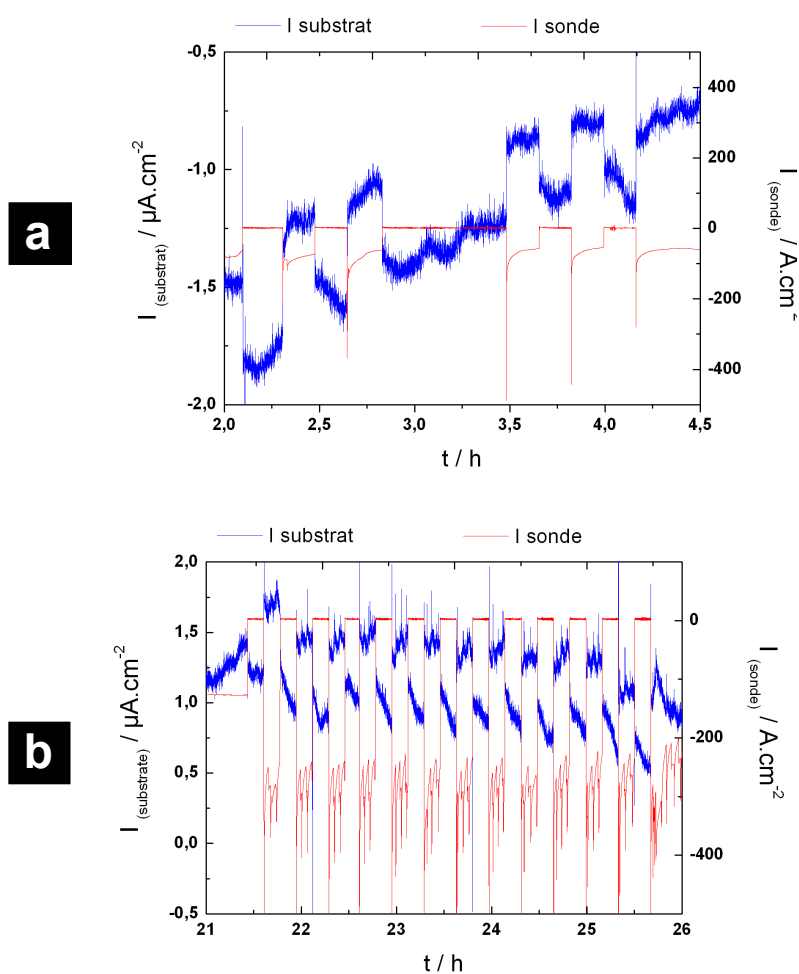 I substrat I sonde
-0,5
-1,0
-1,5
-2,0
I (substrat) / µA.cm-2
400
200
0
-200
-400
I (sonde) / A.cm-2
2,0 2,5 3,0 3,5 4,0 4,5
t / h
a
I substrat I sonde
2,0
1,5
1,0
0,5
0,0
-0,5
I (substrate) / µA.cm-2
0
-200
-400
I (sonde) / A.cm-2
21 22 23 24 25 26
t / h
b